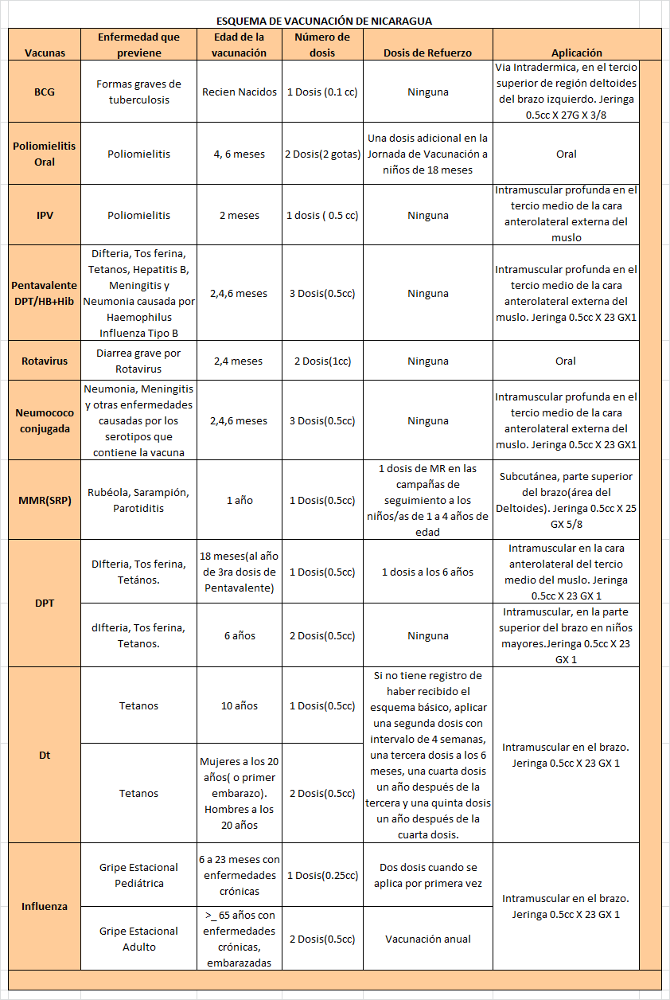 ESQUEMA DE VACUNACIÓN DE NICARAGUA
Vacunas
Enfermedad que
previene
Edad de la
vacunación
Número de
dosis
Dosis de Refuerzo
Aplicación
BCG
Formas graves de
tuberculosis
Recien Nacidos
1 Dosis (0.1 cc)
Ninguna
Via Intradermica, en el tercio
superior de región deltoides
del brazo izquierdo. Jeringa
0.5cc X 27G X 3/8
Poliomielitis
Oral
Poliomielitis
4, 6 meses
2 Dosis(2 gotas)
Una dosis adicional en la
Jornada de Vacunación a
niños de 18 meses
Oral
IPV
Poliomielitis
2 meses
1 dosis ( 0.5 cc)
Ninguna
Intramuscular profunda en el
tercio medio de la cara
anterolateral externa del
muslo
Pentavalente
DPT/HB+Hib
Difteria, Tos ferina,
Tetanos, Hepatitis B,
Meningitis y
Neumonia causada por
Haemophilus
Influenza Tipo B
2,4,6 meses
3 Dosis(0.5cc)
Ninguna
Intramuscular profunda en el
tercio medio de la cara
anterolateral externa del
muslo. Jeringa 0.5cc X 23 GX1
Rotavirus
Diarrea grave por
Rotavirus
2,4 meses
2 Dosis(1cc)
Ninguna
Oral
Neumococo
conjugada
Neumonia, Meningitis
y otras enfermedades
causadas por los
serotipos que
contiene la vacuna
2,4,6 meses
3 Dosis(0.5cc)
Ninguna
Intramuscular profunda en el
tercio medio de la cara
anterolateral externa del
muslo. Jeringa 0.5cc X 23 GX1
MMR(SRP)
Rubéola, Sarampión,
Parotiditis
1 año
1 Dosis(0.5cc)
1 dosis de MR en las
campañas de
seguimiento a los
niños/as de 1 a 4 años de
edad
Subcutánea, parte superior
del brazo(área del
Deltoides). Jeringa 0.5cc X 25
GX 5/8
DPT
DIfteria, Tos ferina,
Tetános.
18 meses(al año
de 3ra dosis de
Pentavalente)
1 Dosis(0.5cc)
1 dosis a los 6 años
Intramuscular en la cara
anterolateral del tercio
medio del muslo. Jeringa
0.5cc X 23 GX 1
dIfteria, Tos ferina,
Tetanos.
6 años
2 Dosis(0.5cc)
Ninguna
Intramuscular, en la parte
superior del brazo en niños
mayores.Jeringa 0.5cc X 23
GX 1
Dt
Tetanos
10 años
1 Dosis(0.5cc)
Si no tiene registro de
haber recibido el
esquema básico, aplicar
una segunda dosis con
intervalo de 4 semanas,
una tercera dosis a los 6
meses, una cuarta dosis
un año después de la
tercera y una quinta dosis
un año después de la
cuarta dosis.
Intramuscular en el brazo.
Jeringa 0.5cc X 23 GX 1
Tetanos
Mujeres a los 20
años( o primer
embarazo).
Hombres a los
20 años
2 Dosis(0.5cc)
Influenza
Gripe Estacional
Pediátrica
6 a 23 meses con
enfermedades
crónicas
1 Dosis(0.25cc)
Dos dosis cuando se
aplica por primera vez
Intramuscular en el brazo.
Jeringa 0.5cc X 23 GX 1
Gripe Estacional
Adulto
>_ 65 años con
enfermedades
crónicas,
embarazadas
2 Dosis(0.5cc)
Vacunación anual